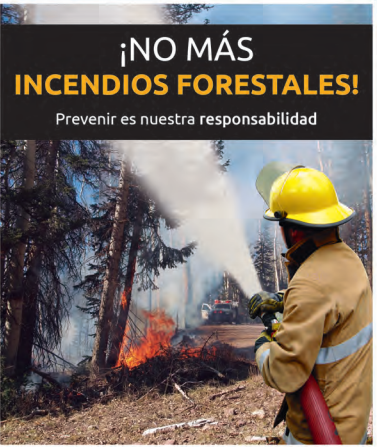 ¡NO MÁS
INCENDIOS FORESTALES!
Prevenir es nuestra responsabilidad